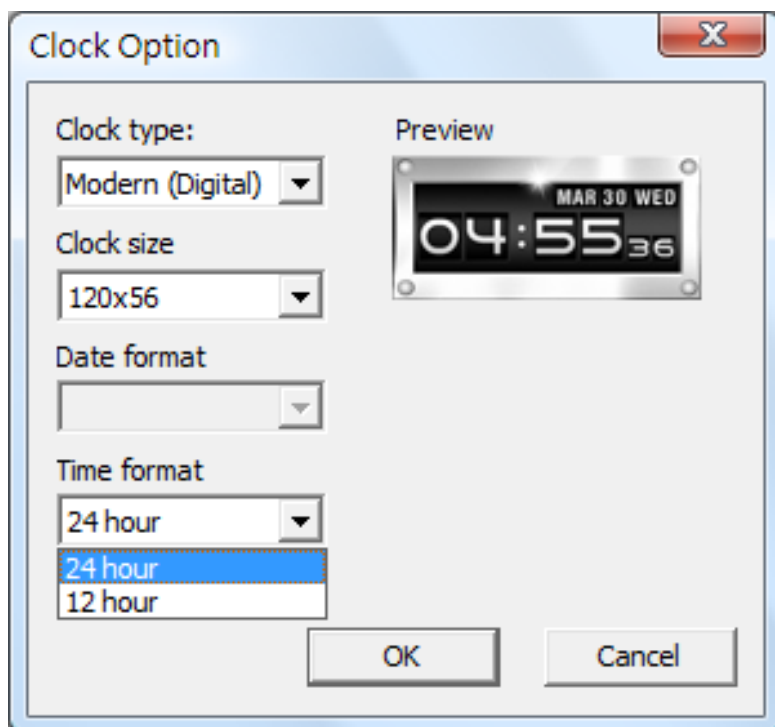 Clock Option
Clock type:
Modern (Digital)
Clock size
120x56
Date format
Time format
24 hour
24 hour
12 hour
Preview
MAR 30 WED
04:55 36
OK
Cancel